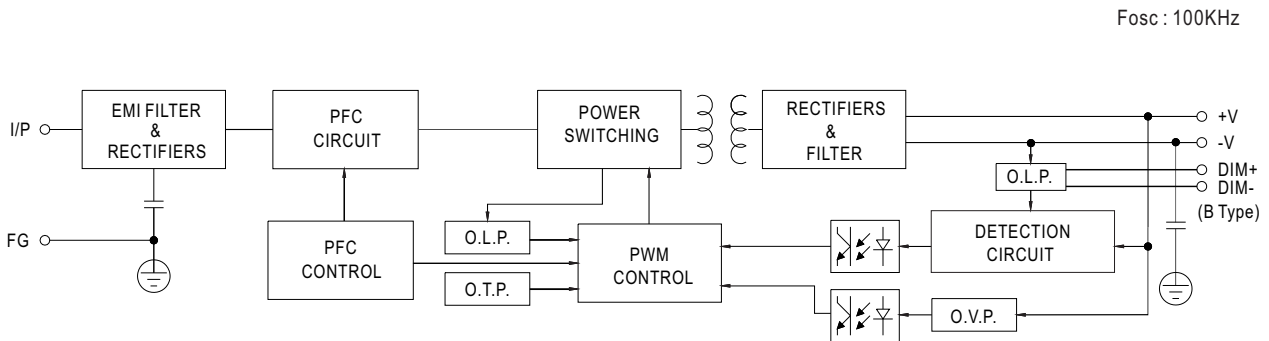 Fosc : 100KHz
I/P
EMI FILTER
&
RECTIFIERS
PFC
CIRCUIT
POWER
SWITCHING
RECTIFIERS
&
FILTER
+V
-V
O.L.P.
DIM+
DIM-
(B Type)
FG
PFC
CONTROL
O.L.P.
O.T.P.
PWM
CONTROL
DETECTION
CIRCUIT
O.V.P.